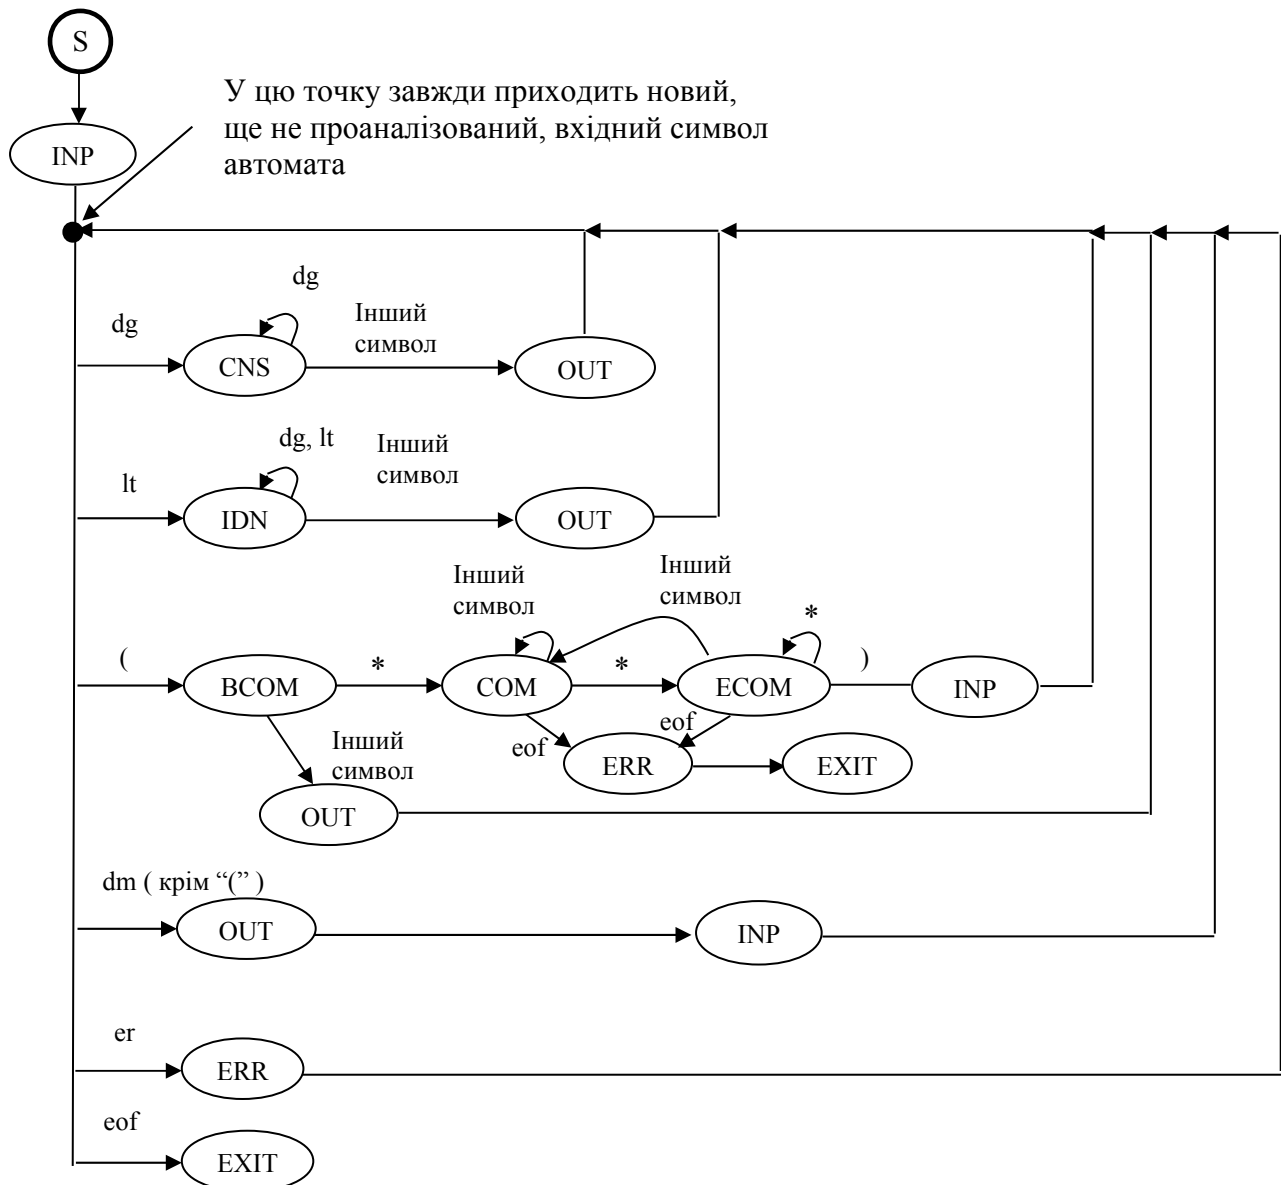 S
У цю точку завжди приходить новий,
ще не проаналізований, вхідний символ
автомата
INP
dg
dg
Інший
символ
CNS
OUT
dg, lt
Інший
символ
lt
IDN
OUT
Інший
символ
Інший
символ
*
(
BCOM
*
COM
*
ECOM
)
INP
eof
eof
Інший
символ
ERR
EXIT
OUT
dm ( крім “(” )
OUT
INP
er
ERR
eof
EXIT